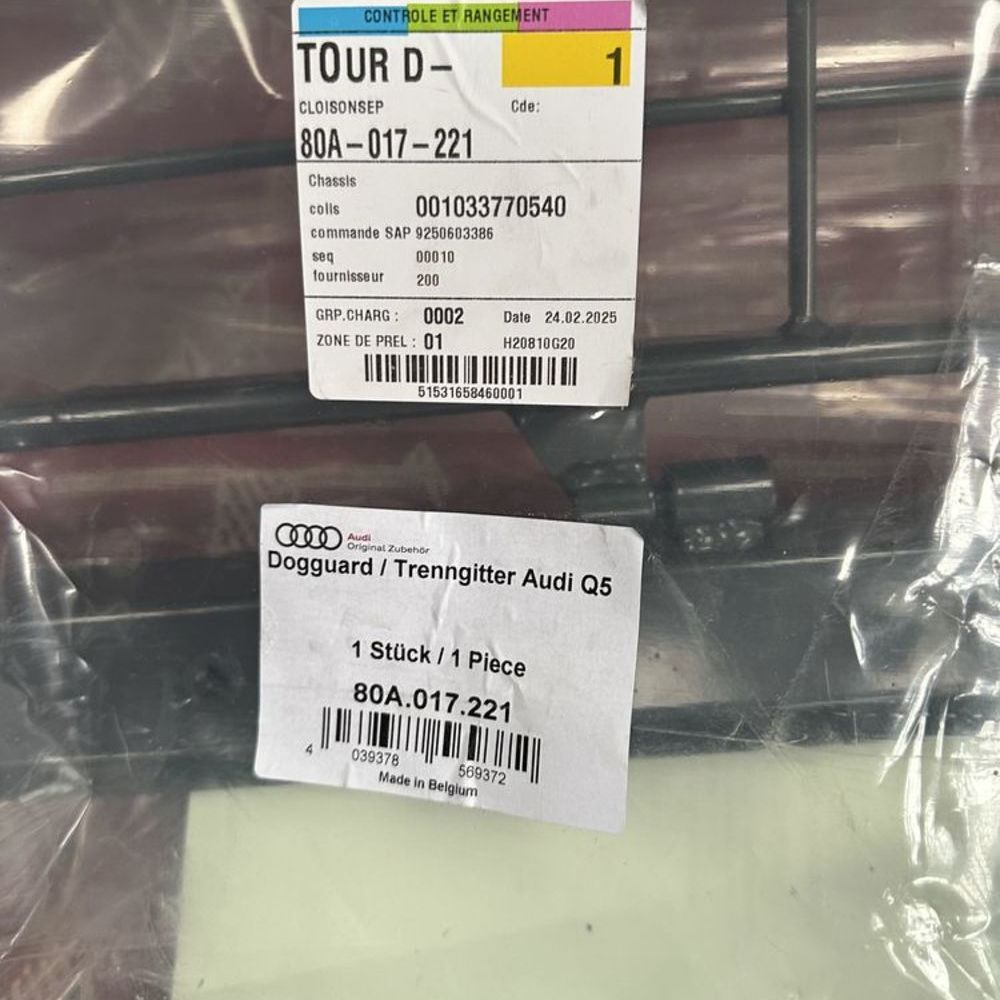 CONTROLE ET RANGEMENT
TOUR D- 1
CLOISONSEP Cde:
80A-017-221
Chassis
colis 001033770540
commande SAP 9250603386
seq 00010
fournisseur 200
GRP.CHARG : 0002 Date 24.02.2025
ZONE DE PREL : 01 H20810G20
51531658460001
Audi
Original Zubehör
Dogguard / Trenngitter Audi Q5
1 Stück / 1 Piece
80A.017.221
4 039378 569372
Made in Belgium